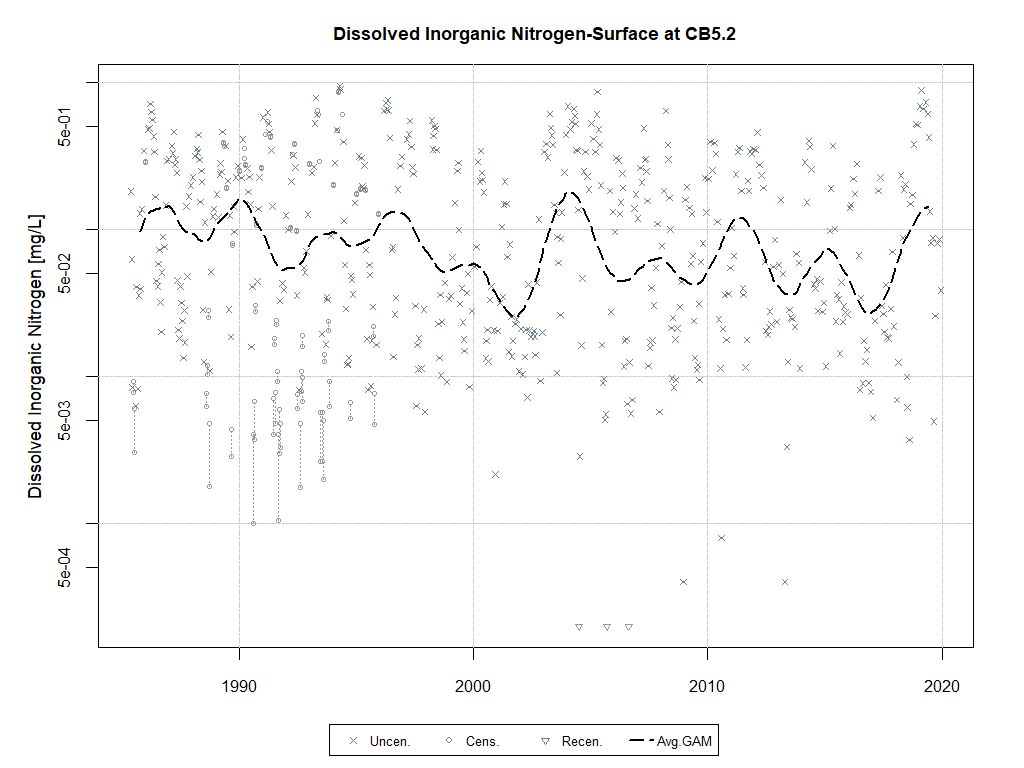 Dissolved Inorganic Nitrogen-Surface at CB5.2
Dissolved Inorganic Nitrogen [mg/L]
5e-01
5e-02
5e-03
5e-04
1990 2000 2010 2020
Uncen. Cens. Recen. Avg.GAM